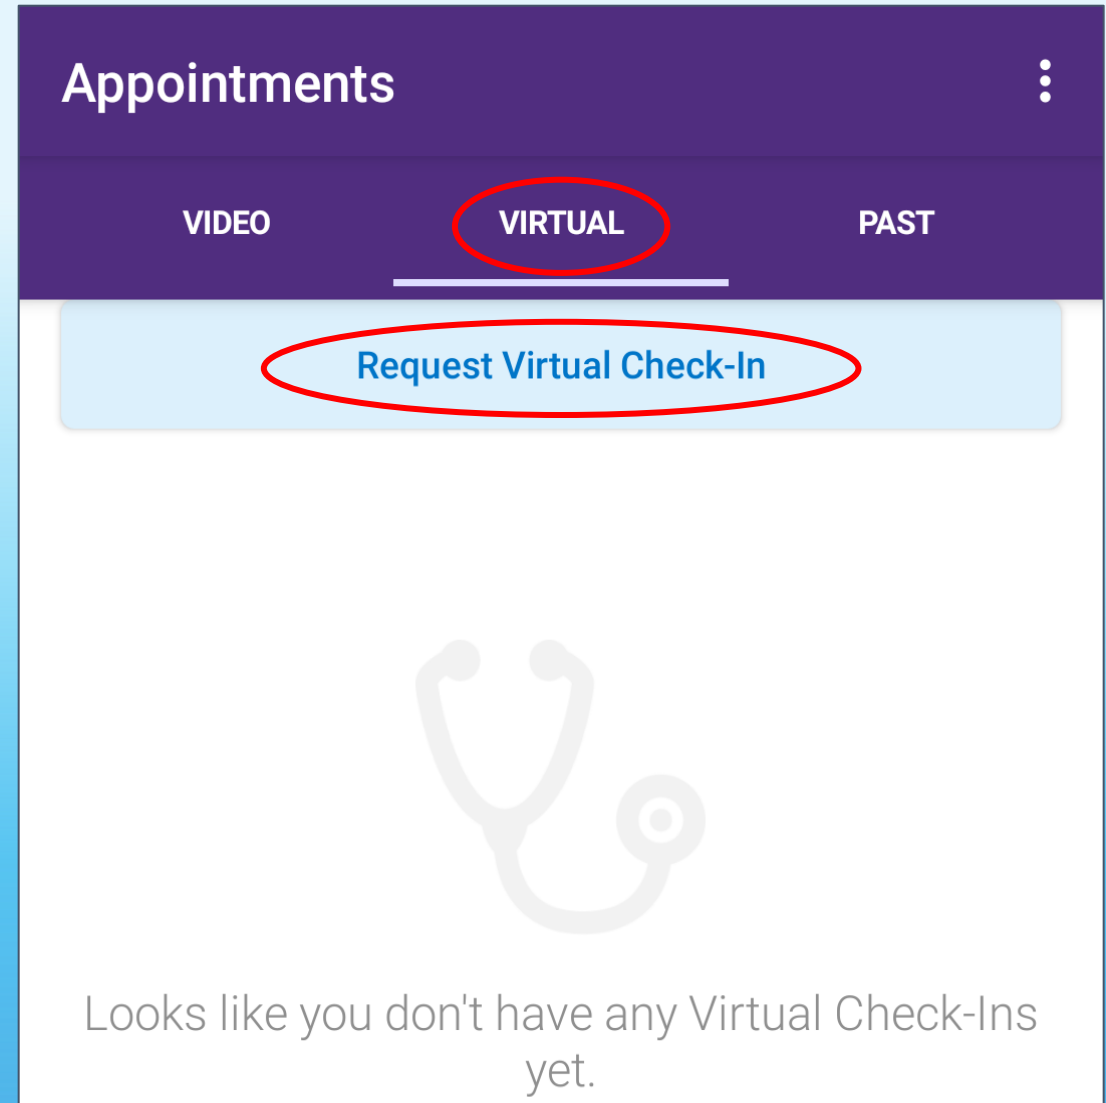 Appointments
VIDEO VIRTUAL PAST
Request Virtual Check-In
Looks like you don't have any Virtual Check-Ins
yet.